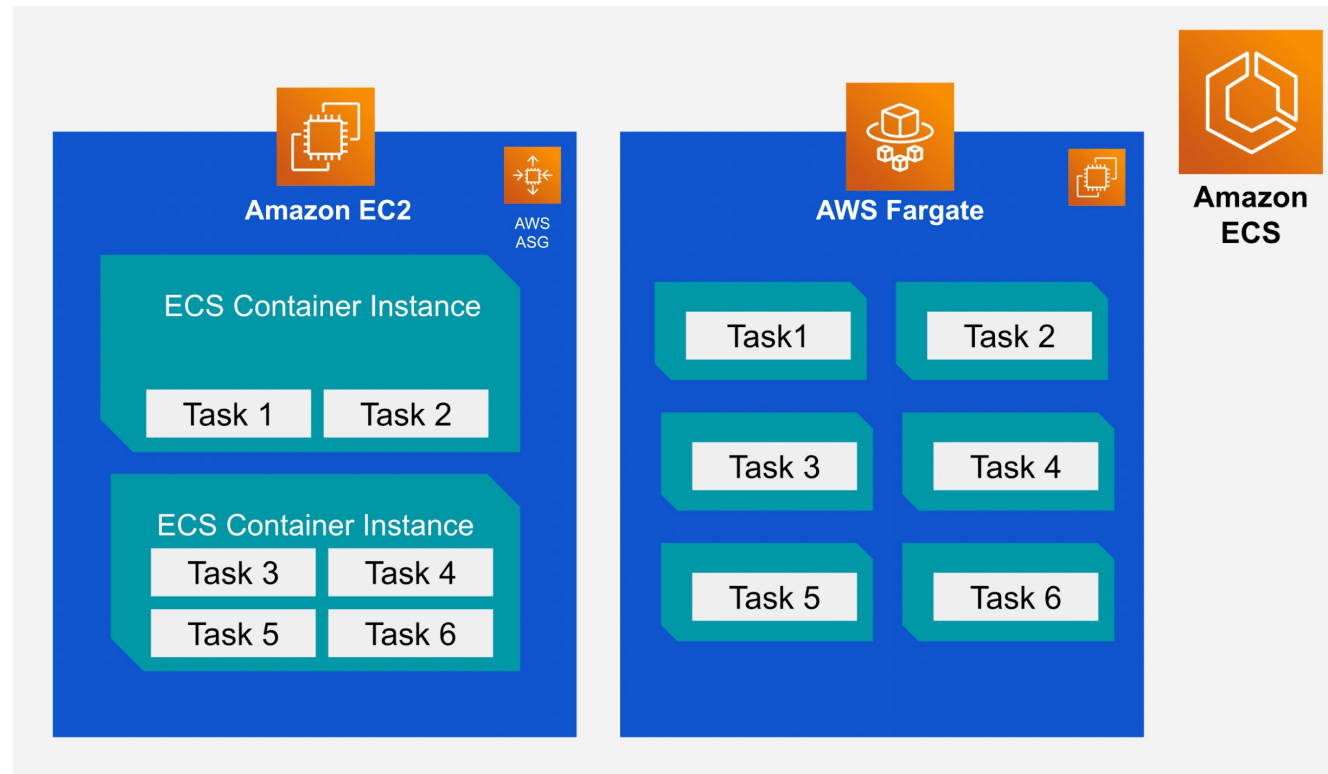 Amazon EC2
AWS
ASG
ECS Container Instance
Task 1
Task 2
ECS Container Instance
Task 3
Task 4
Task 5
Task 6
AWS Fargate
Task1
Task 2
Task 3
Task 4
Task 5
Task 6
Amazon
ECS